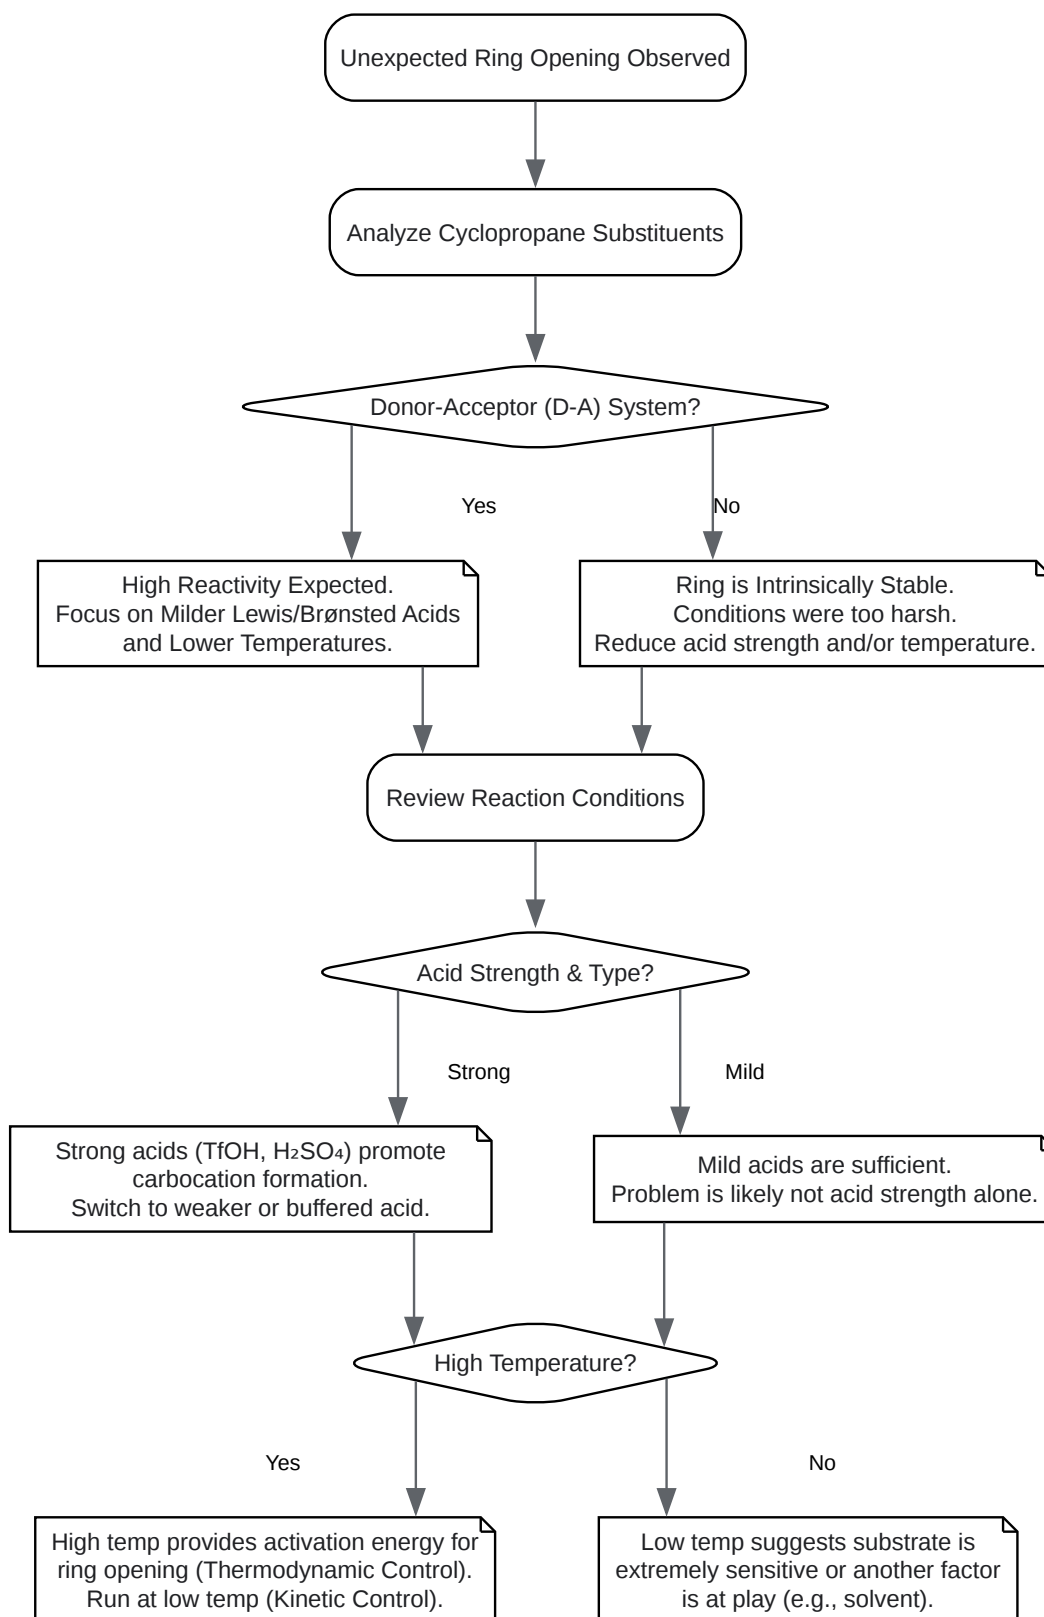 Unexpected Ring Opening Observed
Analyze Cyclopropane Substituents
Donor-Acceptor (D-A) System?
Yes
No
High Reactivity Expected.
Focus on Milder Lewis/Brønsted Acids
and Lower Temperatures.
Ring is Intrinsically Stable.
Conditions were too harsh.
Reduce acid strength and/or temperature.
Review Reaction Conditions
Acid Strength & Type?
Strong
Mild
Strong acids (TfOH, H₂SO₄) promote
carbocation formation.
Switch to weaker or buffered acid.
Mild acids are sufficient.
Problem is likely not acid strength alone.
High Temperature?
Yes
No
High temp provides activation energy for
ring opening (Thermodynamic Control).
Run at low temp (Kinetic Control).
Low temp suggests substrate is
extremely sensitive or another factor
is at play (e.g., solvent).